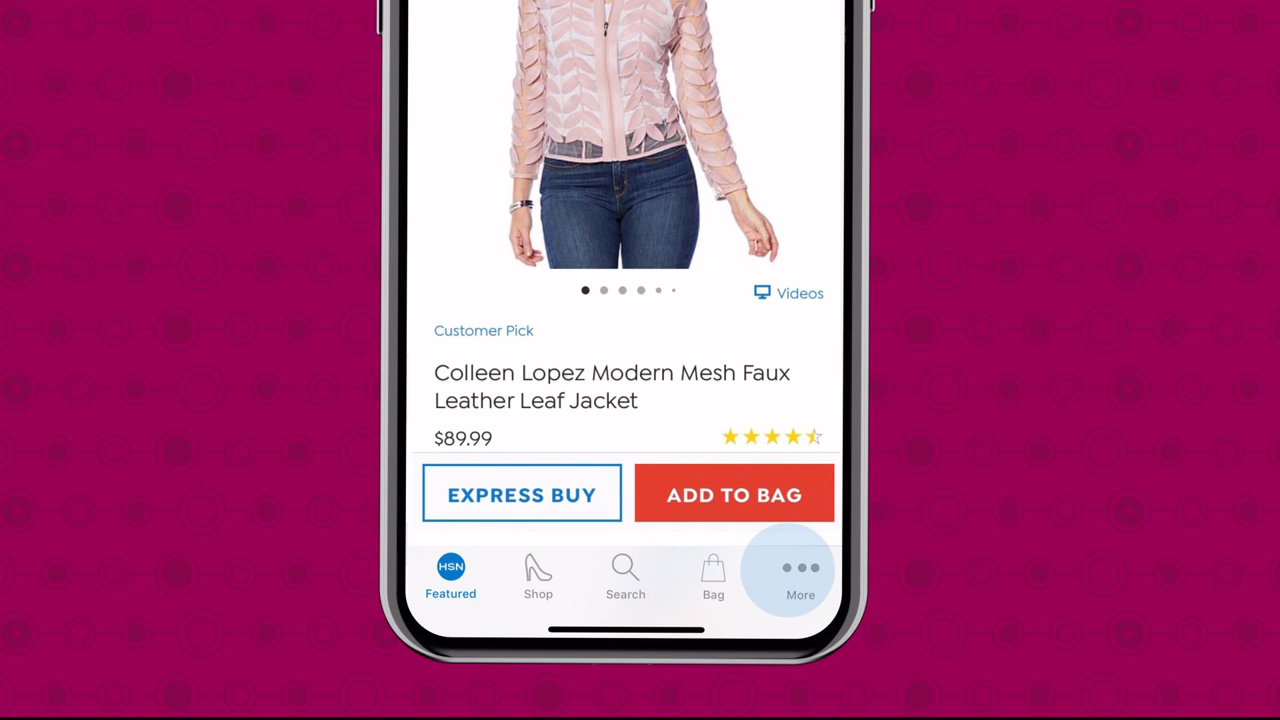 Videos
Customer Pick
Colleen Lopez Modern Mesh Faux
Leather Leaf Jacket
$89.99
EXPRESS BUY
ADD TO BAG
HSN
Featured
Shop
Search
Bag
More